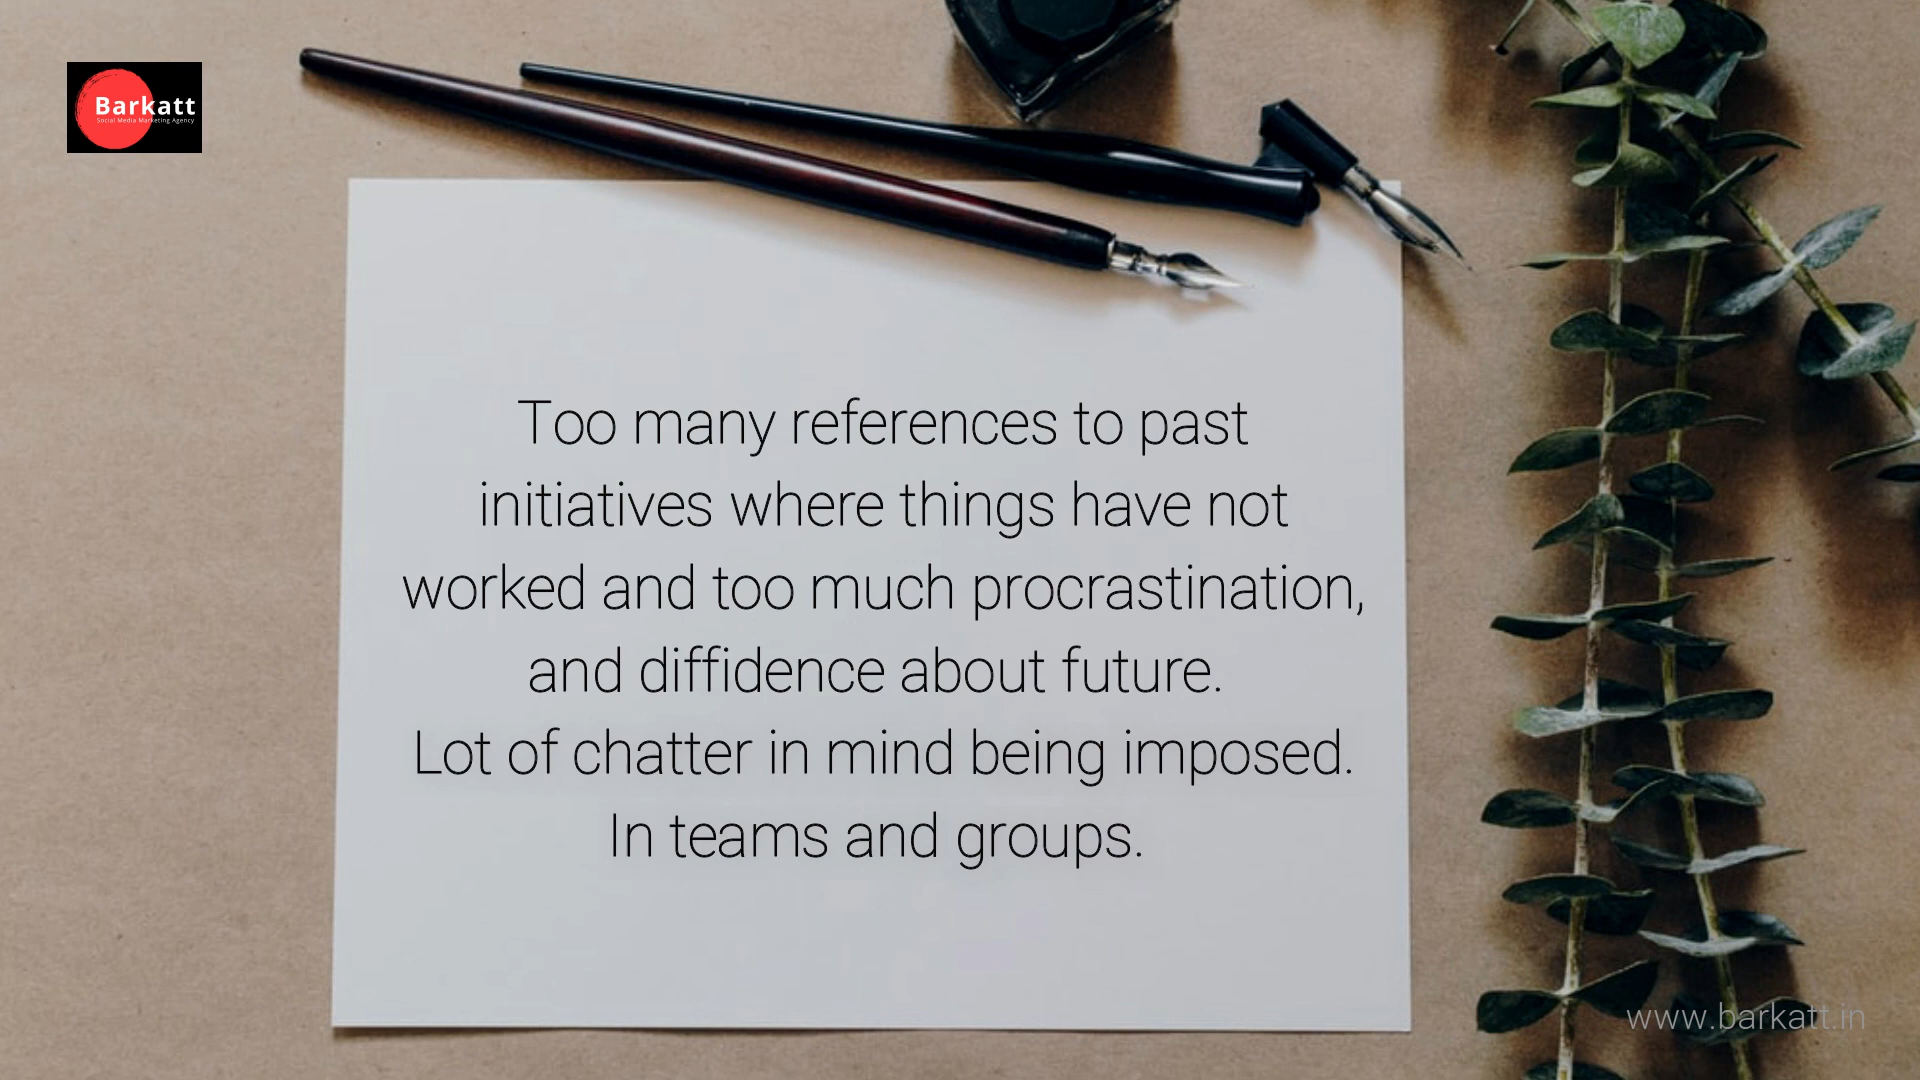 Barkatt
Social Media Marketing Agency
Too many references to past
initiatives where things have not
worked and too much procrastination,
and diffidence about future.
Lot of chatter in mind being imposed.
In teams and groups.
www.barkatt.in